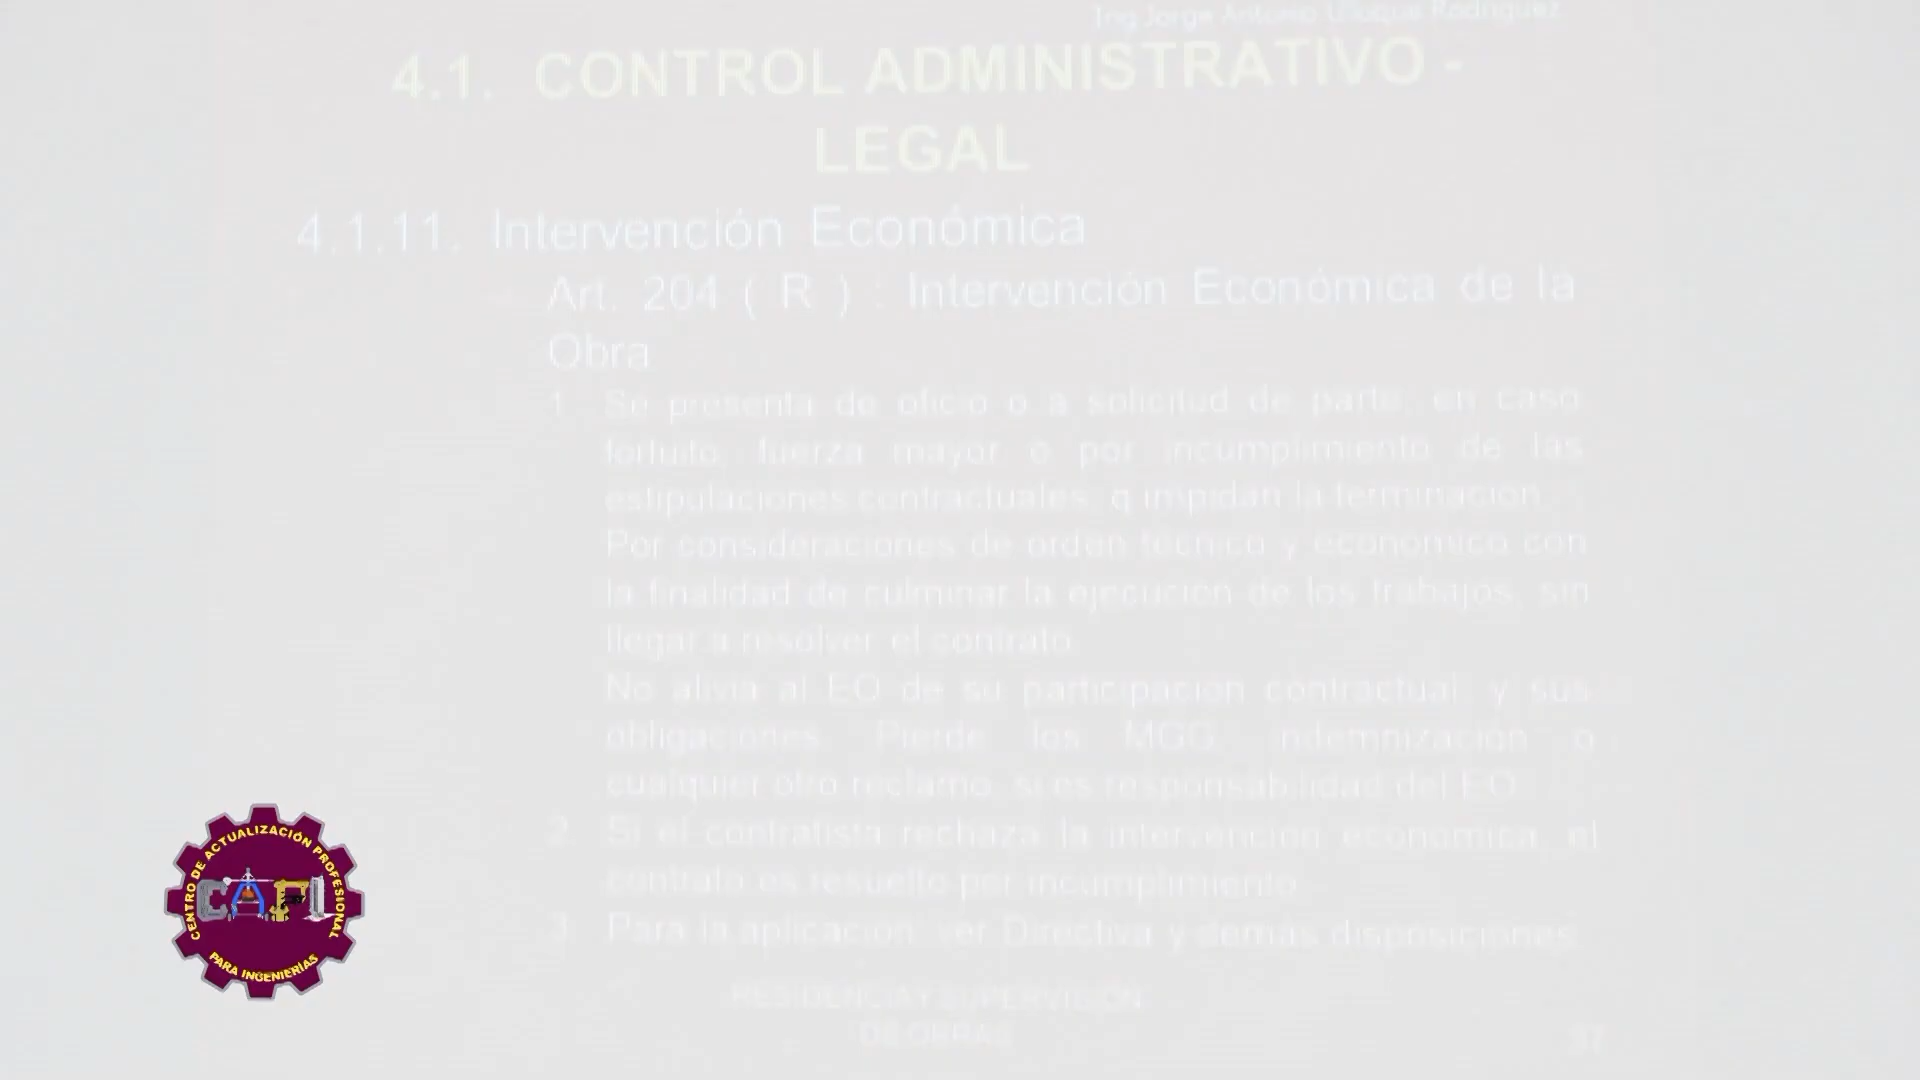 Ing Jorge Antonio Rodriguez
4.1. CONTROL ADMINISTRATIVO -
LEGAL
4.1.11. Intervención Económica
Art. 204 ( R ) : Intervención Económica de la
Obra
1. Se presenta de oficio o a solicitud de parte, en caso
fortuito, fuerza mayor o por incumplimiento de las
estipulaciones contractuales, q impidan la terminación.
Por consideraciones de orden técnico y económico con
la finalidad de culminar la ejecución de los trabajos, sin
llegar a resolver el contrato.
No alivia al EO de su participación contractual, y sus
obligaciones. Pierde los MGG, indemnización o
cualquier otro reclamo, si es responsabilidad del EO.
2. Si el contratista rechaza la intervención económica, el
contrato es resuelto por incumplimiento.
3. Para la aplicación ver Directiva y demás disposiciones.
RESIDENCIA Y SUPERVISION
DE OBRAS
CENTRO DE ACTUALIZACIÓN PROFESIONAL
CAPI
PARA INGENIERÍAS